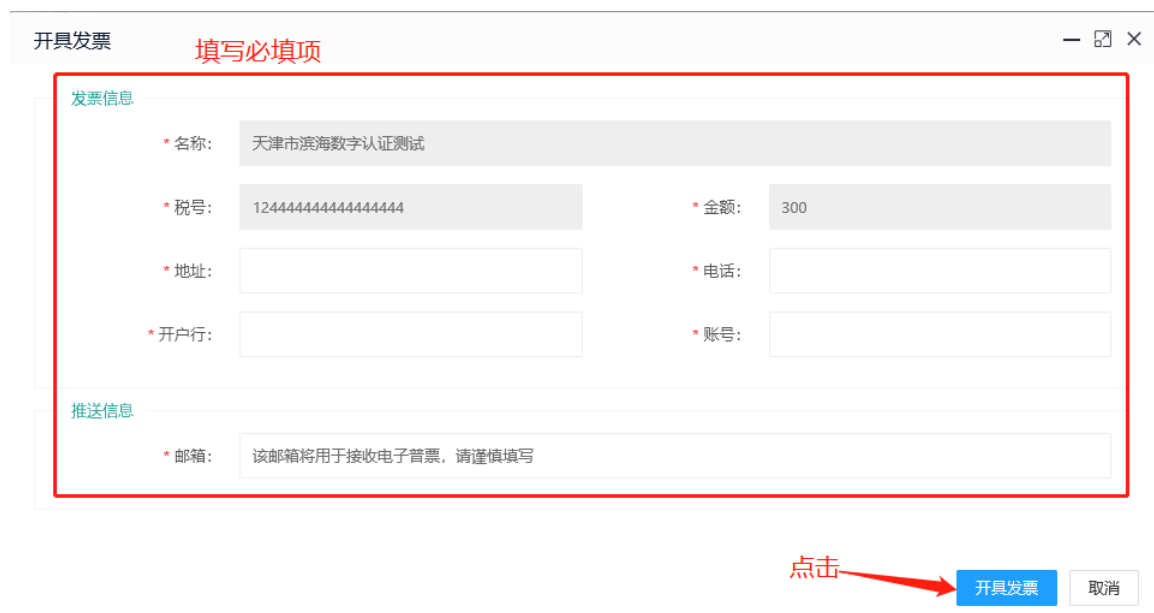 开具发票
填写必填项
发票信息
* 名称: 天津市滨海数字认证测试
* 税号: 124444444444444444 * 金额: 300
* 地址: * 电话:
* 开户行: * 账号:
推送信息
* 邮箱: 该邮箱将用于接收电子普票，请谨慎填写
点击
开具发票 取消